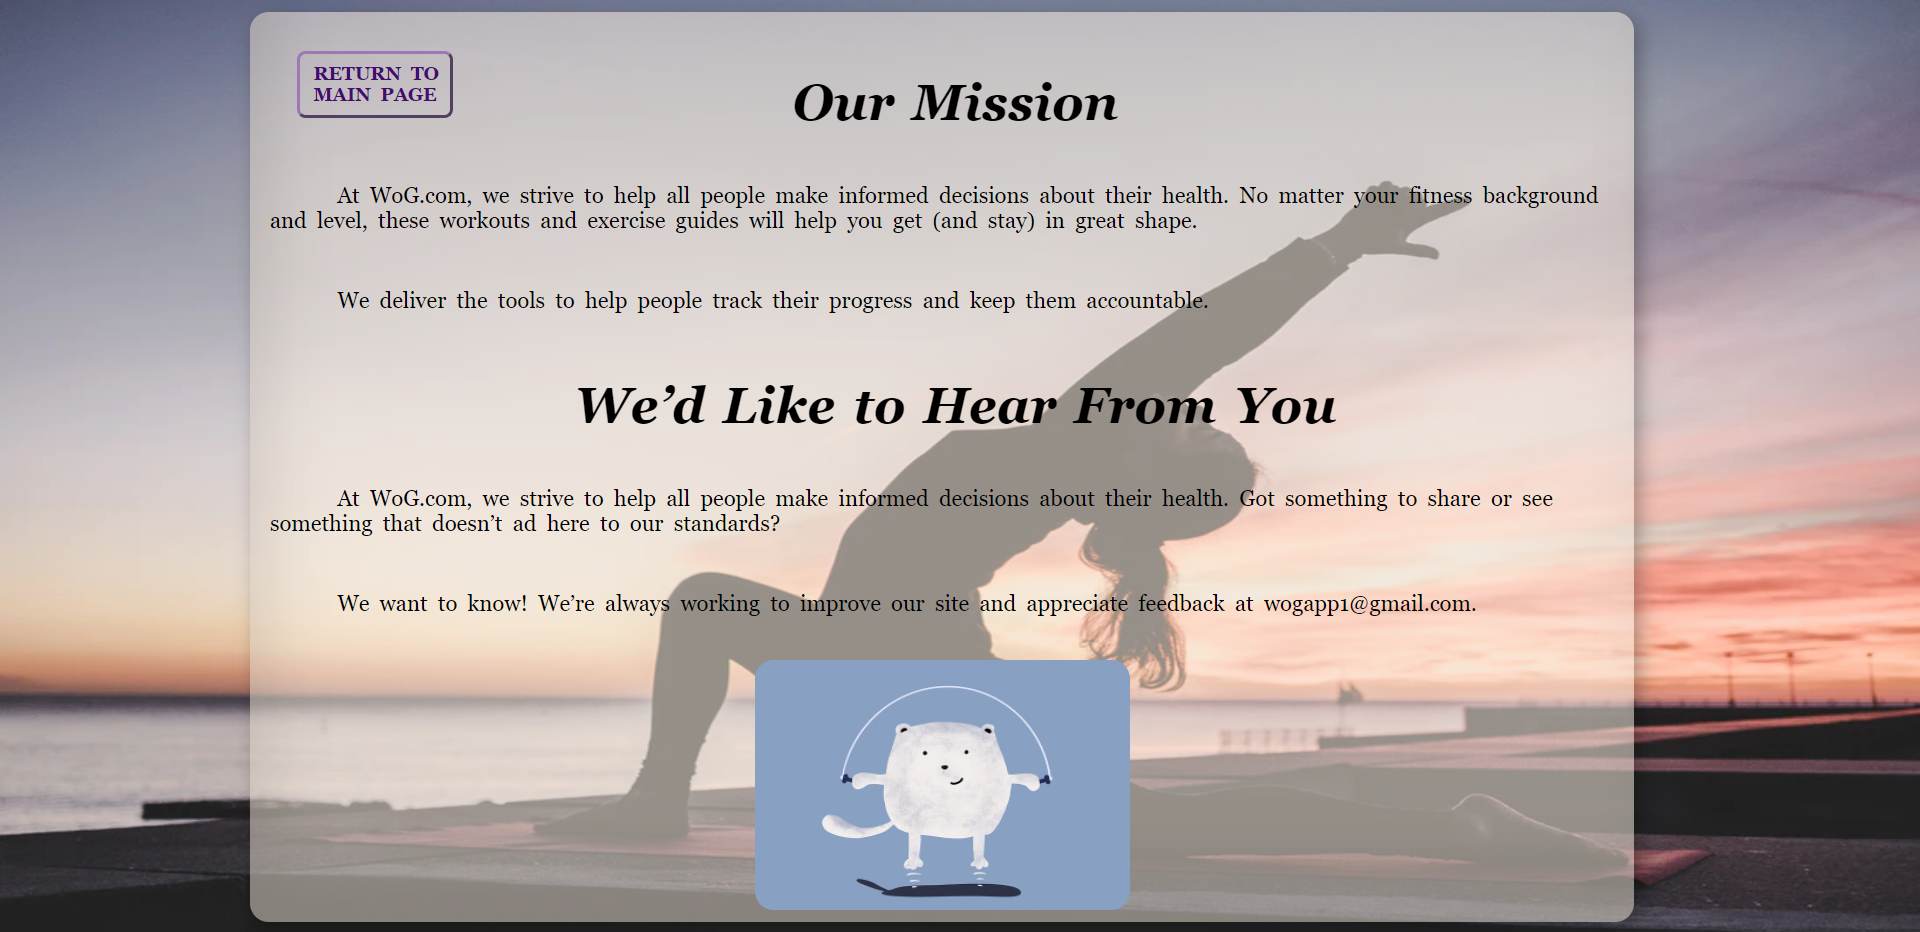 RETURN TO
MAIN PAGE
Our Mission
At WoG.com, we strive to help all people make informed decisions about their health. No matter your fitness background
and level, these workouts and exercise guides will help you get (and stay) in great shape.
We deliver the tools to help people track their progress and keep them accountable.
We’d Like to Hear From You
At WoG.com, we strive to help all people make informed decisions about their health. Got something to share or see
something that doesn’t ad here to our standards?
We want to know! We’re always working to improve our site and appreciate feedback at wogapp1@gmail.com.